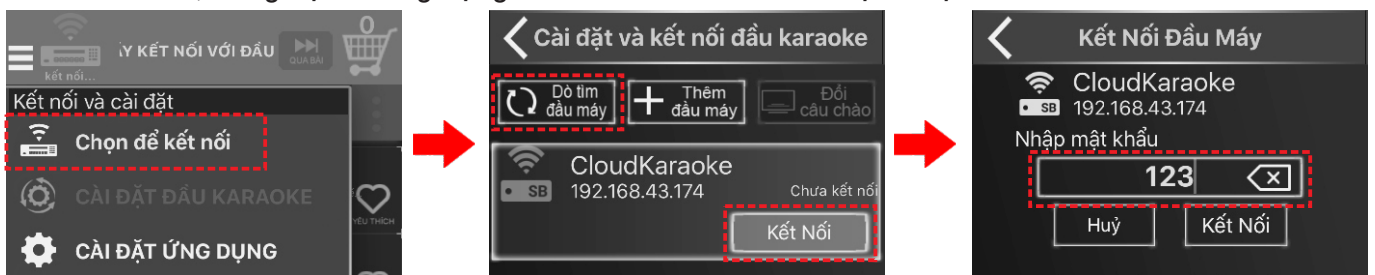 0
ÃY KẾT NỐI VỚI ĐẦU
QUA BÀI
kết nối...
Kết nối và cài đặt
Chọn để kết nối
CÀI ĐẶT ĐẦU KARAOKE
YÊU THÍCH
CÀI ĐẶT ỨNG DỤNG
Cài đặt và kết nối đầu karaoke
Dò tìm
đầu máy
Thêm
đầu máy
Đổi
câu chào
CloudKaraoke
SB 192.168.43.174
Chưa kết nối
Kết Nối
Kết Nối Đầu Máy
CloudKaraoke
SB 192.168.43.174
Nhập mật khẩu
123
Huỷ
Kết Nối